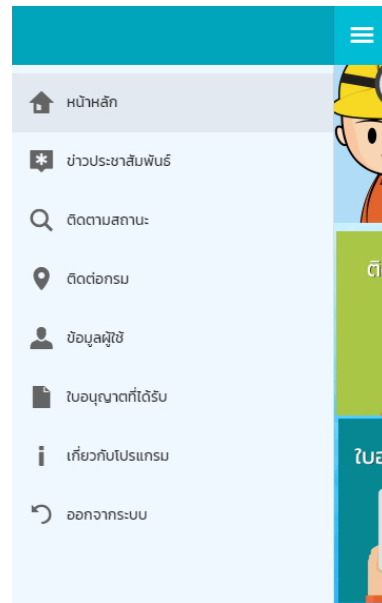 หน้าหลัก
ข่าวประชาสัมพันธ์
ติดตามสถานะ
ติดต่อกรม
ข้อมูลผู้ใช้
ใบอนุญาตที่ได้รับ
เกี่ยวกับโปรแกรม
ออกจากระบบ